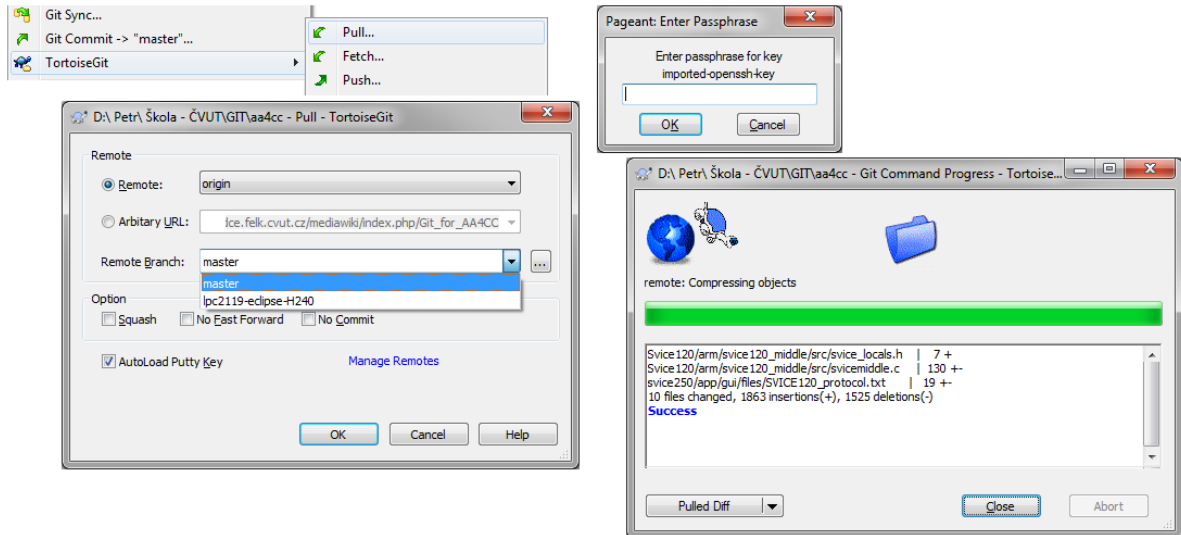 Git Sync...
Git Commit -> "master"...
TortoiseGit
Pull...
Fetch...
Push...
D:\ Petr\ Škola - ČVUT\GIT\aa4cc - Pull - TortoiseGit
Remote
Remote:
origin
Arbitary URL:
ice.felk.cvut.cz/mediawiki/index.php/Git_for_AA4CC
Remote Branch:
master
...
master
lpc2119-eclipse-H240
Option
Squash
No Fast Forward
No Commit
AutoLoad Putty Key
Manage Remotes
OK
Cancel
Help
Pageant: Enter Passphrase
Enter passphrase for key
imported-openssh-key
OK
Cancel
D:\ Petr\ Škola - ČVUT\GIT\aa4cc - Git Command Progress - Tortoise...
remote: Compressing objects
Svice120/arm/svice120_middle/src/svice_locals.h | 7 +
Svice120/arm/svice120_middle/src/svicemiddle.c | 130 +-
svice250/app/gui/files/SVICE120_protocol.txt | 19 +-
10 files changed, 1863 insertions(+), 1525 deletions(-)
Success
Pulled Diff
Close
Abort